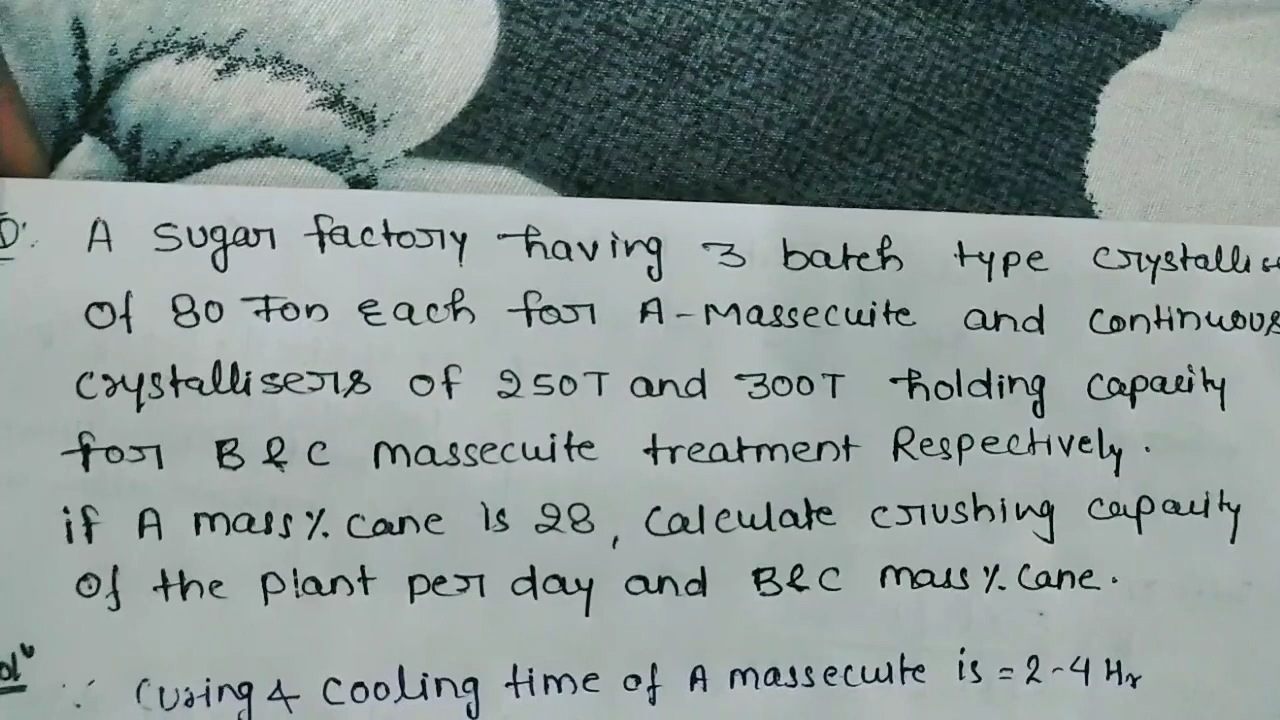 Q. A sugar factory having 3 batch type crystallise
Of 80 Ton Each for A-Massecuite and continuous
crystallisers of 250T and 300T holding capacity
for B & C massecuite treatment Respectively.
if A mass % cane is 28, calculate crushing capacity
Of the plant per day and B&C mass % cane.
∵ Curing & cooling time of A massecuite is = 2-4 Hr